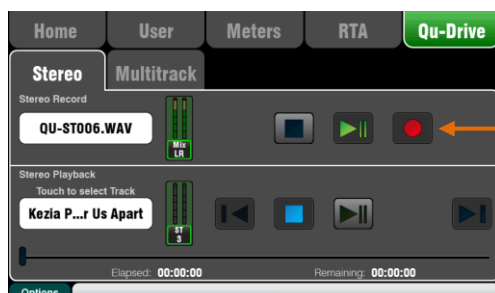 Home User Meters RTA Qu-Drive
Stereo Multitrack
Stereo Record
QU-ST006.WAV
Mix
LR
Stereo Playback
Touch to select Track
Kezia P...r Us Apart
ST
3
Elapsed: 00:00:00 Remaining: 00:00:00
Options